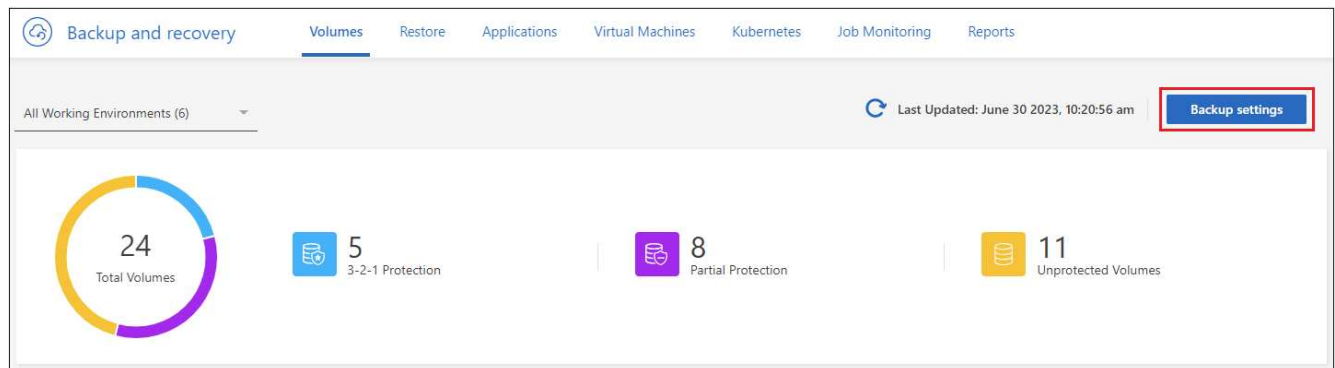 Backup and recovery Volumes Restore Applications Virtual Machines Kubernetes Job Monitoring Reports
All Working Environments (6) Last Updated: June 30 2023, 10:20:56 am Backup settings
24
Total Volumes
5
3-2-1 Protection
8
Partial Protection
11
Unprotected Volumes